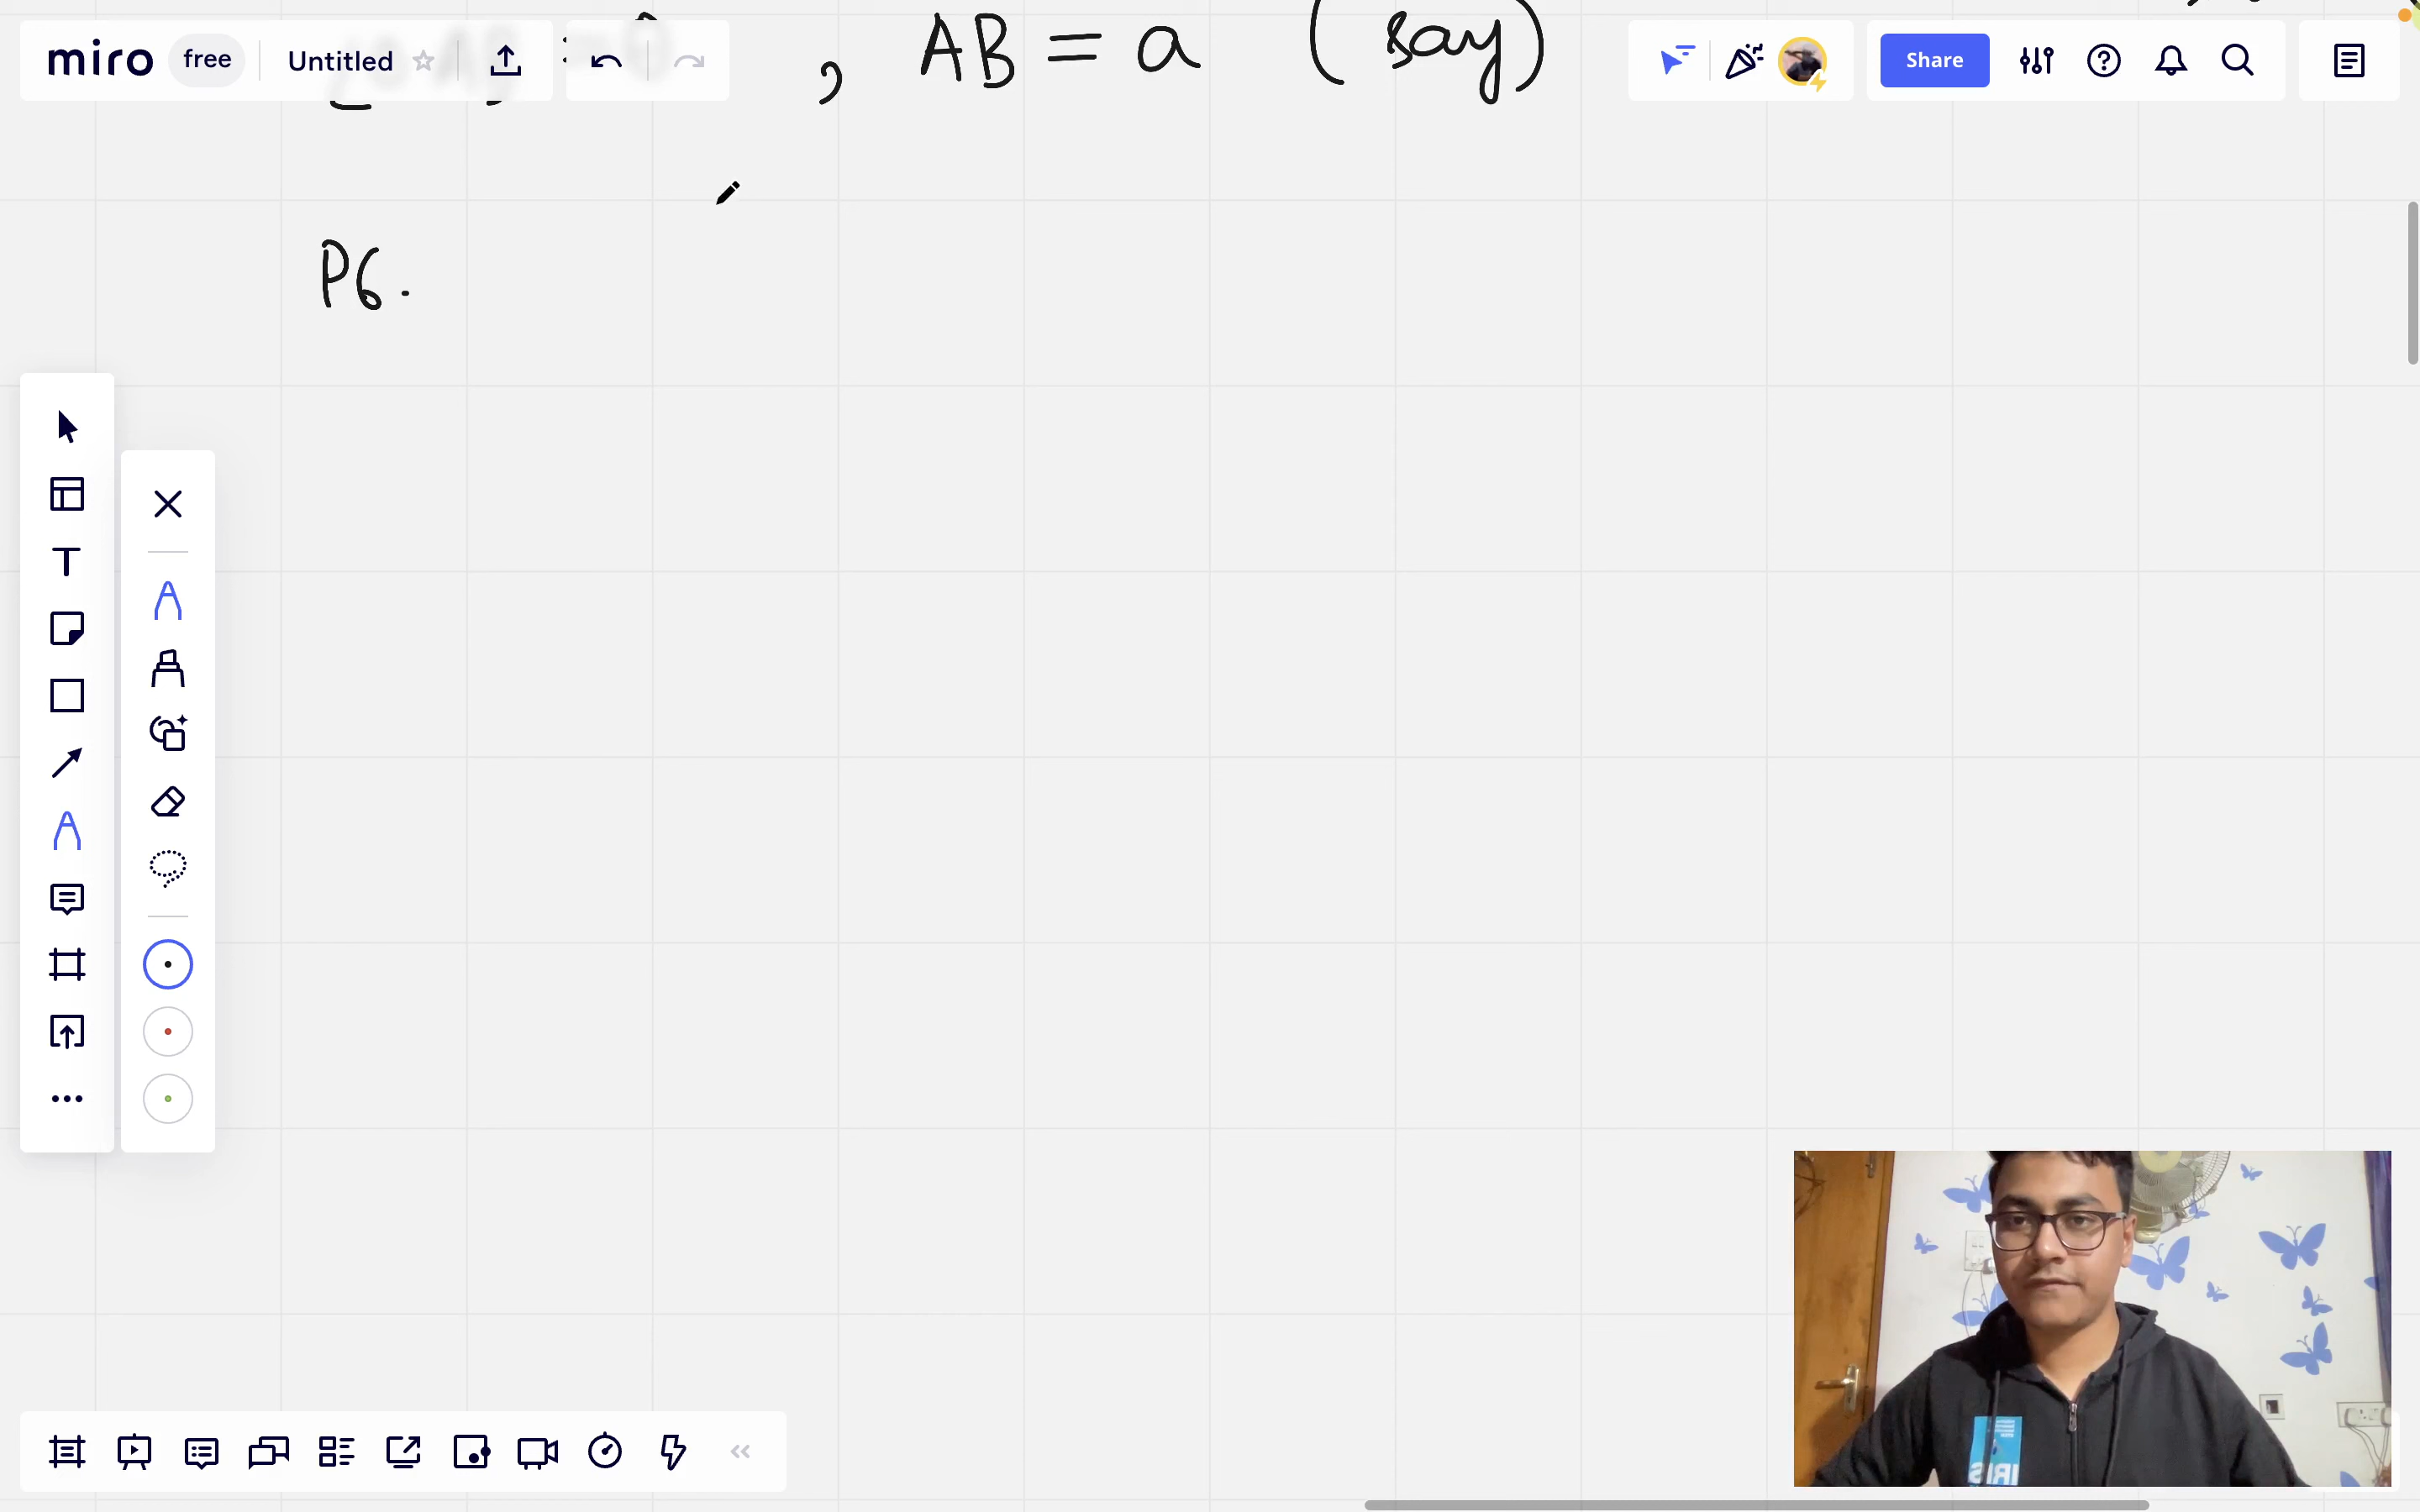 miro free Untitled Share
, AB = a (say)
P6.
IRIS